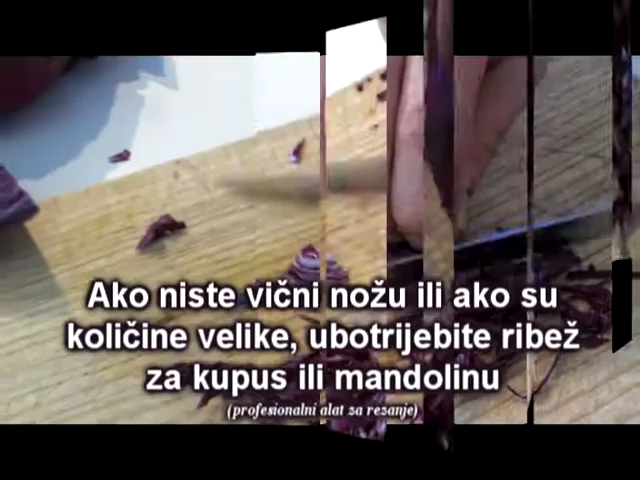 Ako niste vični nožu ili ako su
količine velike, ubotrijebite ribež
za kupus ili mandolinu
(profesionalni alat za rezanje)